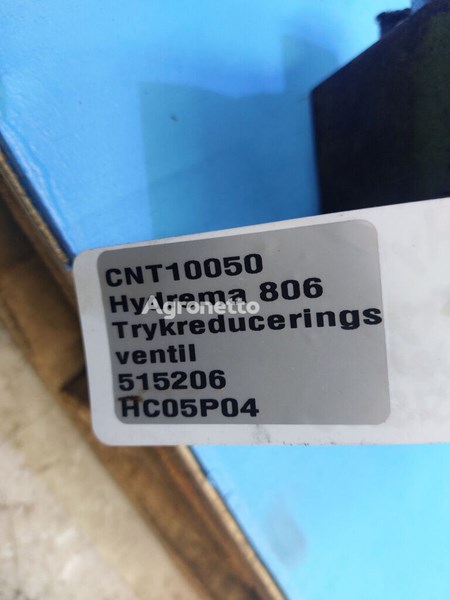 CNT10050
Hydrema 806
Agronetto
Trykreducerings
ventil
515206
HC05P04